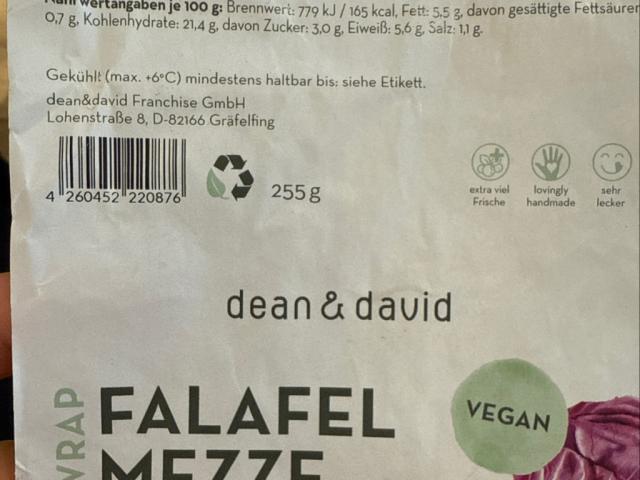 Nährwertangaben je 100 g: Brennwert: 779 kJ / 165 kcal, Fett: 5,5 g, davon gesättigte Fettsäuren
0,7 g, Kohlenhydrate: 21,4 g, davon Zucker: 3,0 g, Eiweiß: 5,6 g, Salz: 1,1 g.
Gekühlt (max. +6°C) mindestens haltbar bis: siehe Etikett.
dean&david Franchise GmbH
Lohenstraße 8, D-82166 Gräfelfing
4 260452 220876
255 g
extra viel
Frische
lovingly
handmade
sehr
lecker
dean & david
WRAP
FALAFEL
MEZZE
VEGAN